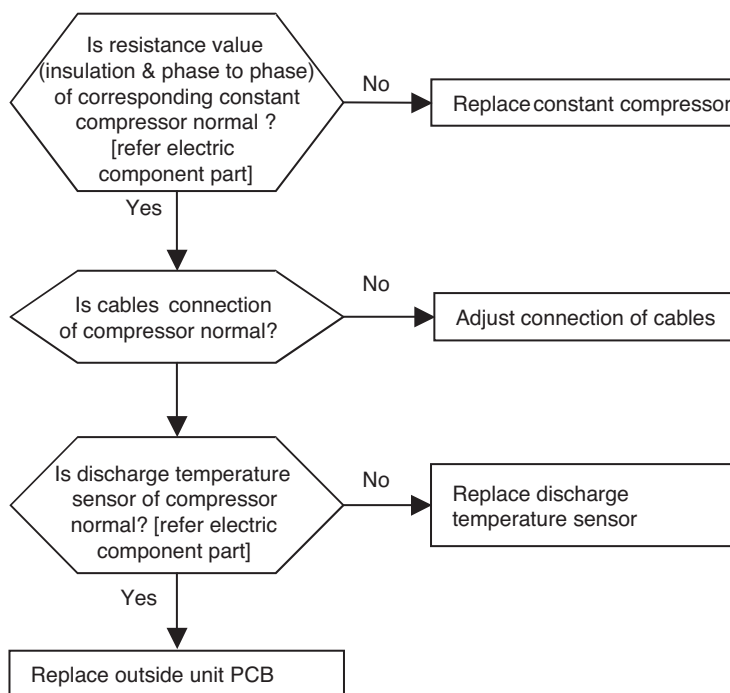 Is resistance value
(insulation & phase to phase)
of corresponding constant
compressor normal ?
[refer electric
component part]
No
Replace constant compressor
Yes
Is cables connection
of compressor normal?
No
Adjust connection of cables
Is discharge temperature
sensor of compressor
normal? [refer electric
component part]
No
Replace discharge
temperature sensor
Yes
Replace outside unit PCB